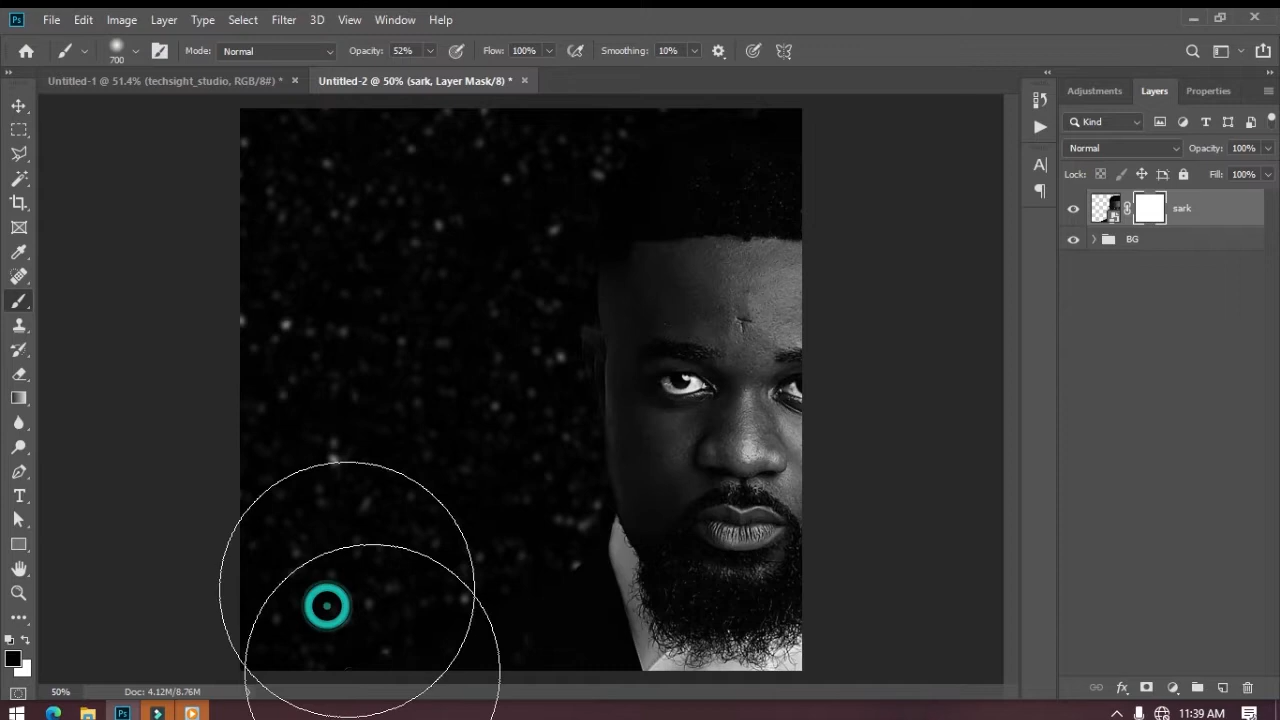 Ps File Edit Image Layer Type Select Filter 3D View Window Help
700 Mode: Normal Opacity: 52% Flow: 100% Smoothing: 10%
Untitled-1 @ 51.4% (techsight_studio, RGB/8#) * Untitled-2 @ 50% (sark, Layer Mask/8) *
Adjustments Layers Properties
Kind
Normal Opacity: 100%
Lock: Fill: 100%
sark
BG
50% Doc: 4.12M/8.76M
Ps 11:39 AM